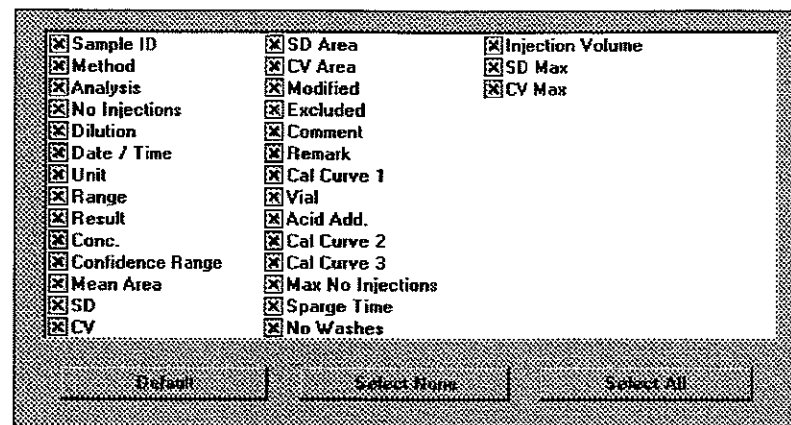 Sample ID
Method
Analysis
No Injections
Dilution
Date / Time
Unit
Range
Result
Conc.
Confidence Range
Mean Area
SD
CV
SD Area
CV Area
Modified
Excluded
Comment
Remark
Cal Curve 1
Vial
Acid Add.
Cal Curve 2
Cal Curve 3
Max No Injections
Sparge Time
No Washes
Injection Volume
SD Max
CV Max
Default
Select None
Select All